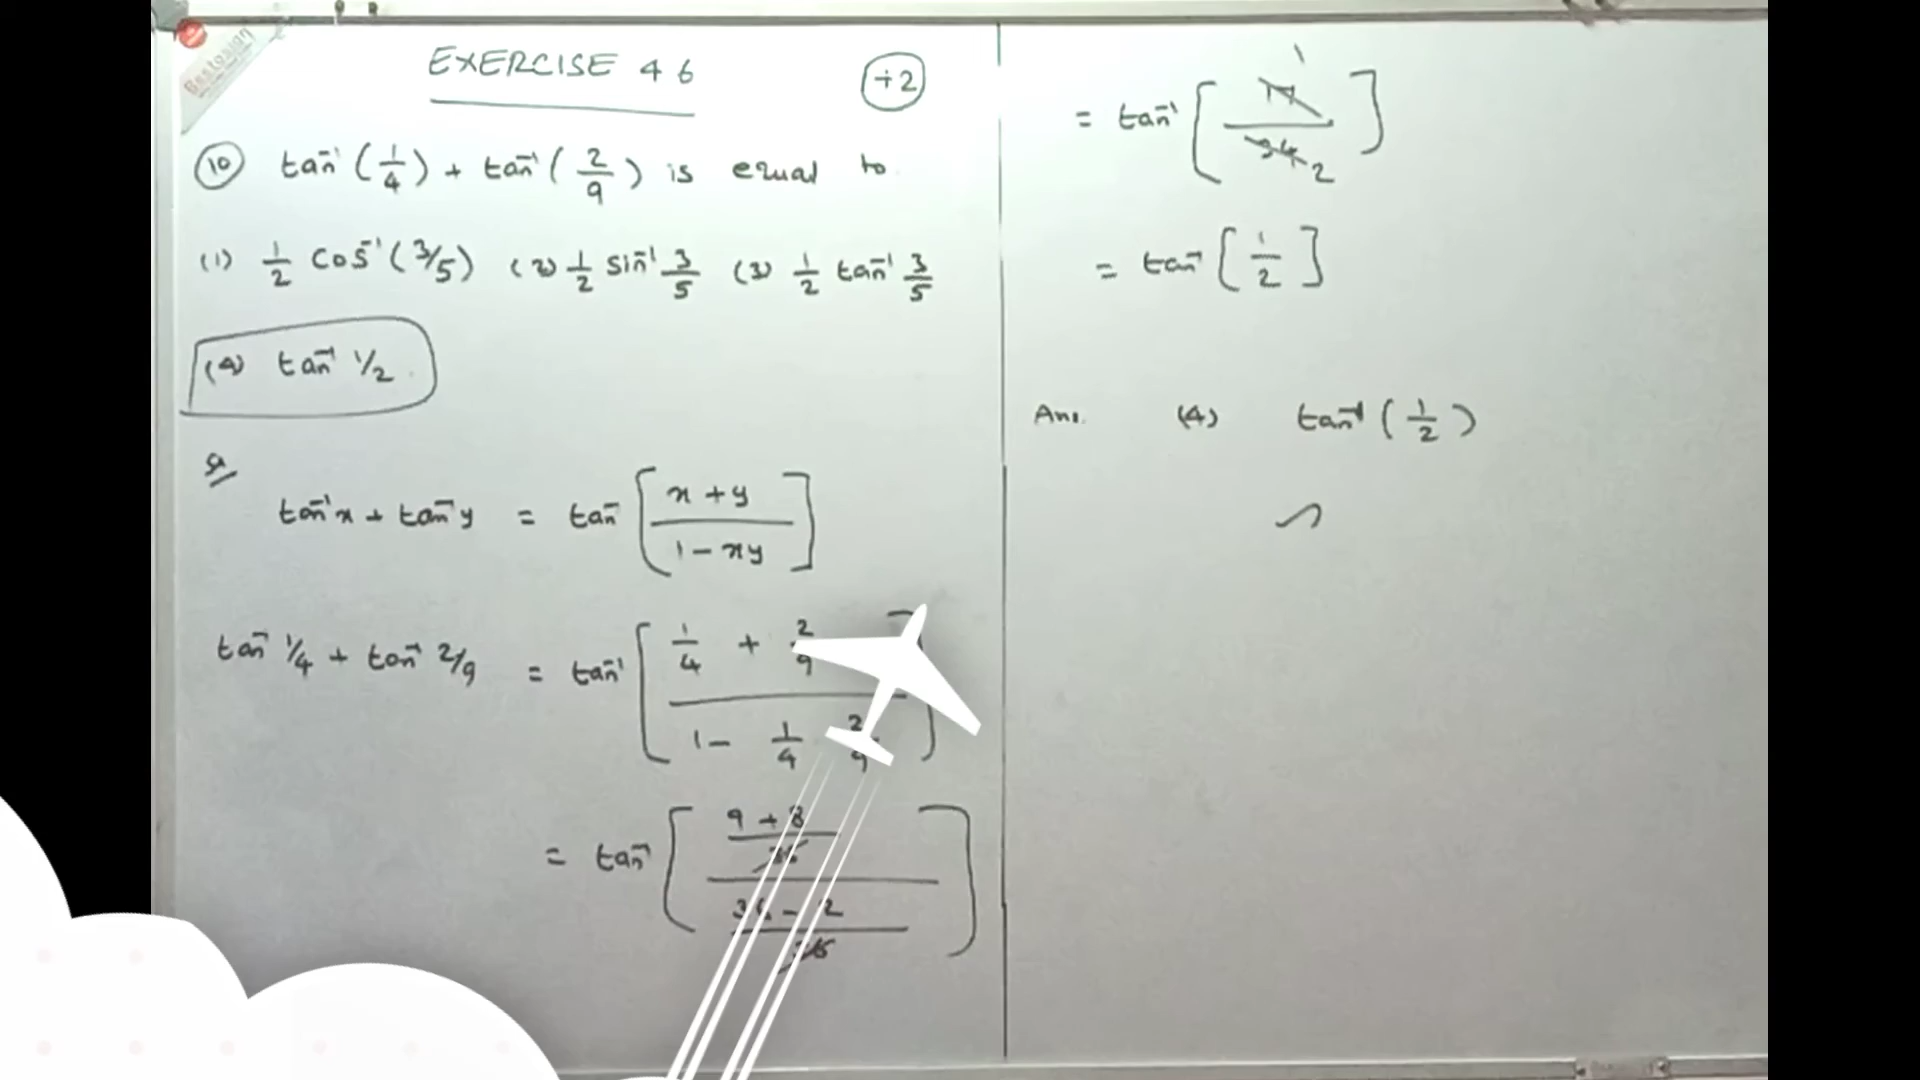 Bestosign
EXERCISE 4 6
+2
10 tan⁻¹ (1/4) + tan⁻¹ (2/9) is equal to
(1) 1/2 Cos⁻¹ (3/5) (2) 1/2 sin⁻¹ 3/5 (3) 1/2 tan⁻¹ 3/5
(4) tan⁻¹ 1/2
tan⁻¹x + tan⁻y = tan⁻ [x+y / 1-xy]
tan⁻ 1/4 + tan⁻¹ 2/9 = tan⁻¹ [1/4 + 2/9 / 1 - 1/4 2/9]
= tan⁻¹ [9+8/36 / 36-2/36]
= tan⁻¹ [17 1 / 34 2]
= tan⁻¹ [1/2]
Ans. (4) tan⁻¹ (1/2)